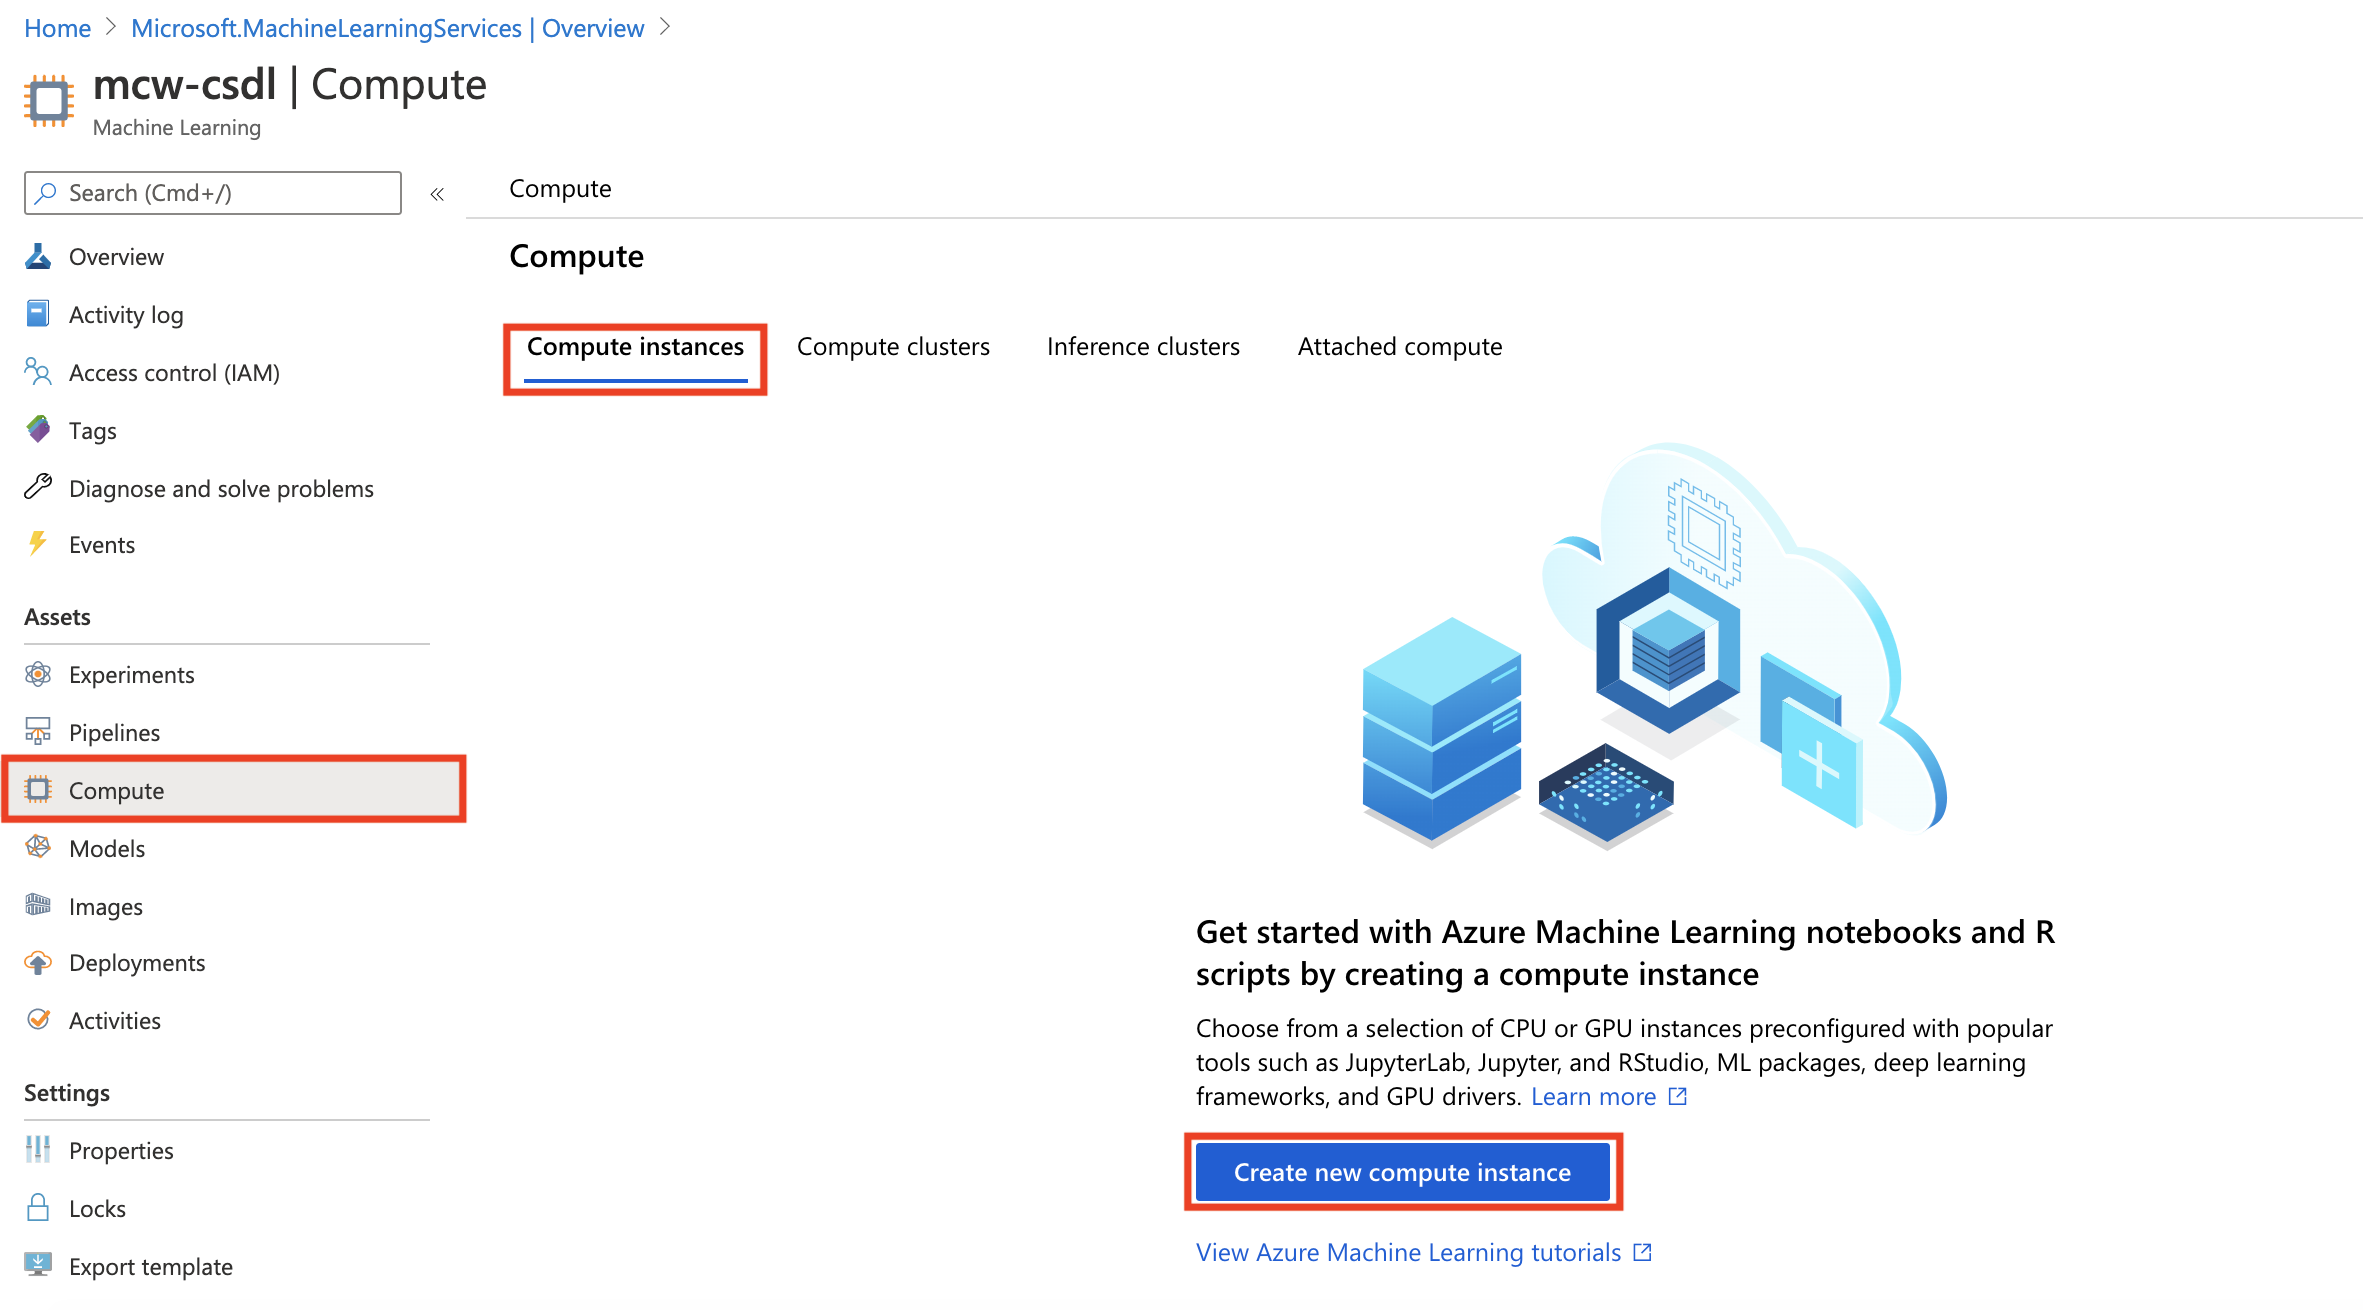 Home > Microsoft.MachineLearningServices | Overview >
mcw-csdl | Compute
Machine Learning
Search (Cmd+/)
«
Overview
Activity log
Access control (IAM)
Tags
Diagnose and solve problems
Events
Assets
Experiments
Pipelines
Compute
Models
Images
Deployments
Activities
Settings
Properties
Locks
Export template
Compute
Compute
Compute instances
Compute clusters
Inference clusters
Attached compute
Get started with Azure Machine Learning notebooks and R
scripts by creating a compute instance
Choose from a selection of CPU or GPU instances preconfigured with popular
tools such as JupyterLab, Jupyter, and RStudio, ML packages, deep learning
frameworks, and GPU drivers. Learn more
Create new compute instance
View Azure Machine Learning tutorials